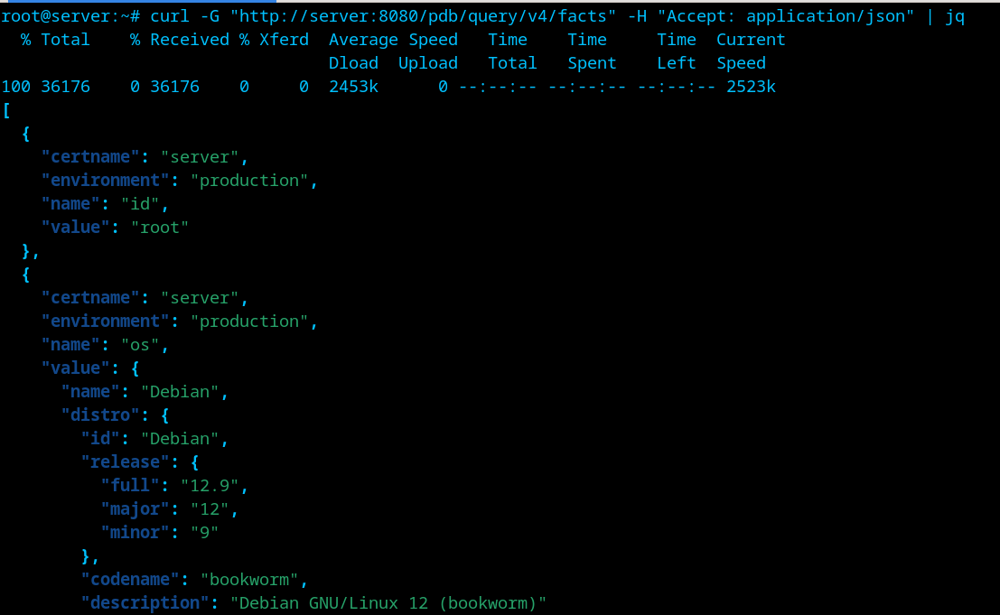 root@server:~# curl -G "http://server:8080/pdb/query/v4/facts" -H "Accept: application/json" | jq
  % Total    % Received % Xferd  Average Speed   Time    Time     Time  Current
                                 Dload  Upload   Total   Spent    Left  Speed
100 36176    0 36176    0     0  2453k      0 --:--:-- --:--:-- --:--:-- 2523k
[
  {
    "certname": "server",
    "environment": "production",
    "name": "id",
    "value": "root"
  },
  {
    "certname": "server",
    "environment": "production",
    "name": "os",
    "value": {
      "name": "Debian",
      "distro": {
        "id": "Debian",
        "release": {
          "full": "12.9",
          "major": "12",
          "minor": "9"
        },
        "codename": "bookworm",
        "description": "Debian GNU/Linux 12 (bookworm)"